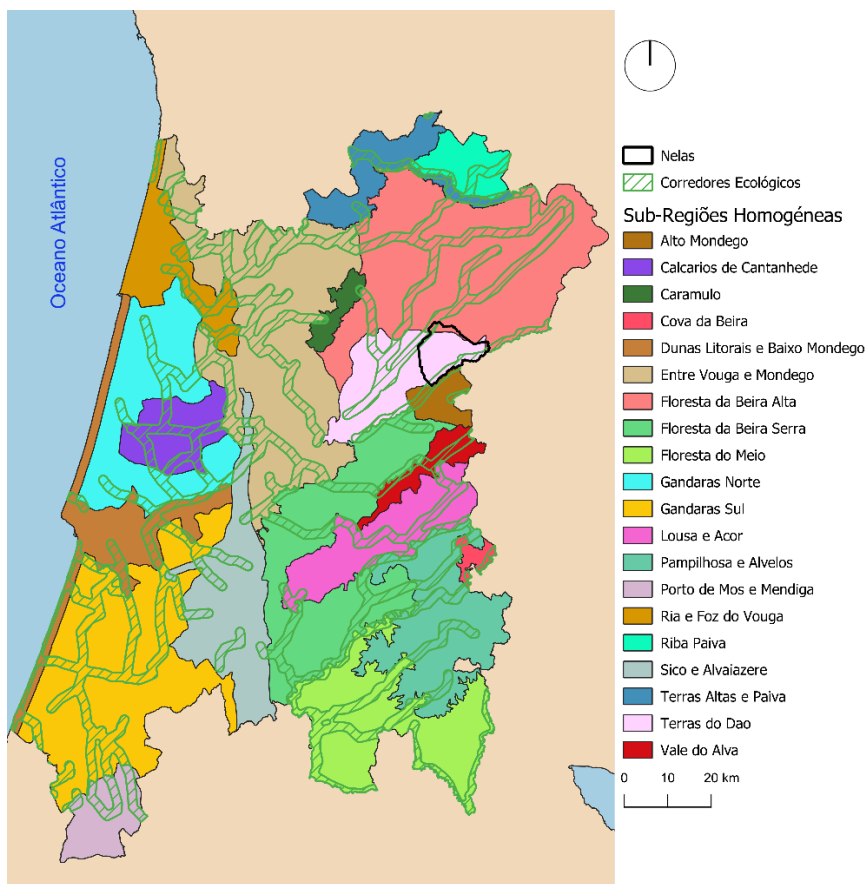 Oceano Atlântico
Nelas
Corredores Ecológicos
Sub-Regiões Homogéneas
Alto Mondego
Calcarios de Cantanhede
Caramulo
Cova da Beira
Dunas Litorais e Baixo Mondego
Entre Vouga e Mondego
Floresta da Beira Alta
Floresta da Beira Serra
Floresta do Meio
Gandaras Norte
Gandaras Sul
Lousa e Acor
Pampilhosa e Alvelos
Porto de Mos e Mendiga
Ria e Foz do Vouga
Riba Paiva
Sico e Alvaiazere
Terras Altas e Paiva
Terras do Dao
Vale do Alva
0 10 20 km